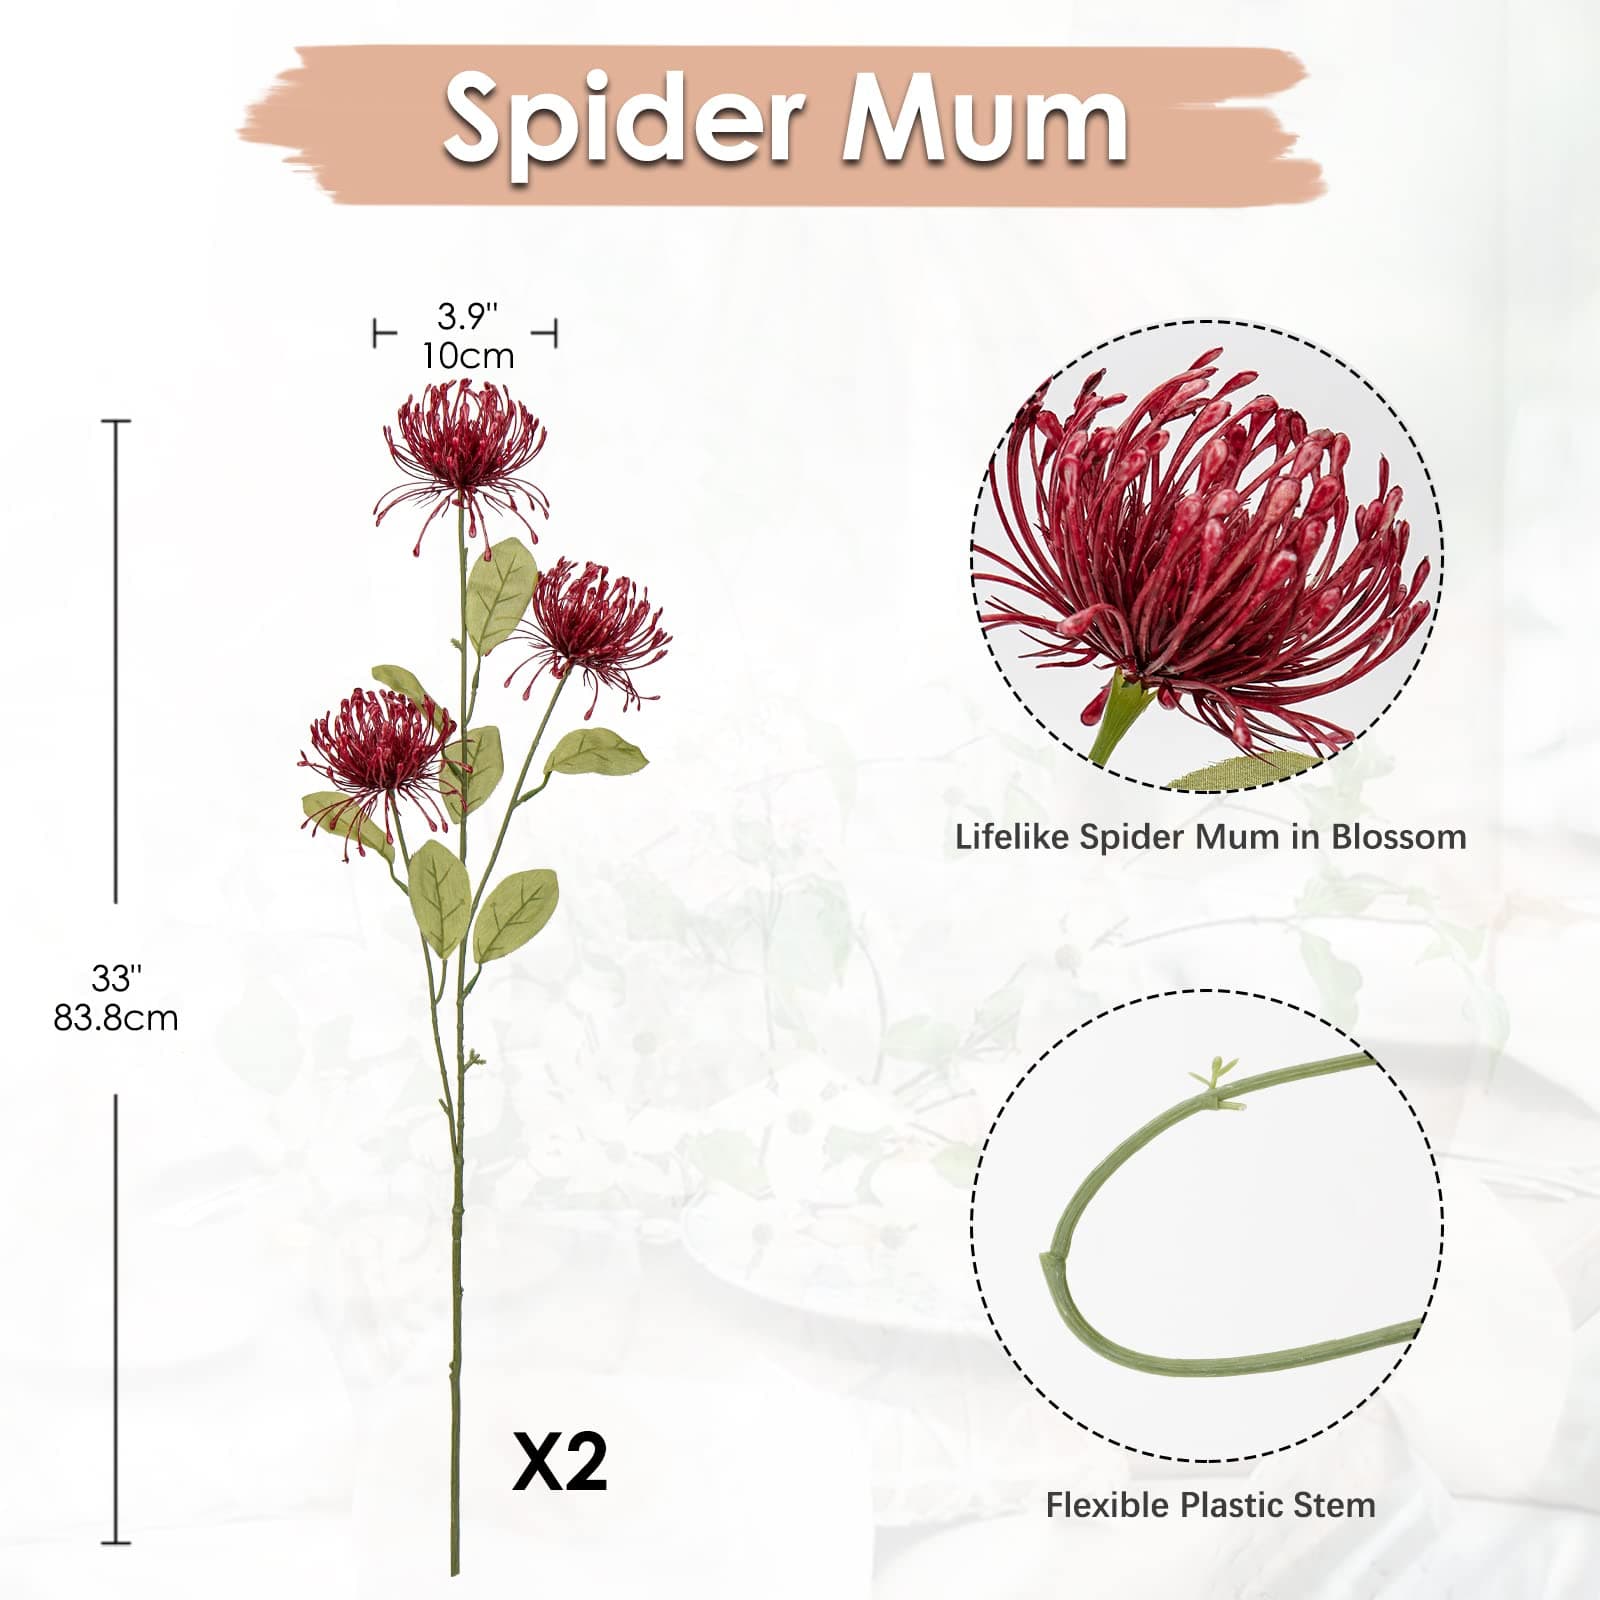 Spider Mum
3.9"
10cm
33"
83.8cm
X2
Lifelike Spider Mum in Blossom
Flexible Plastic Stem